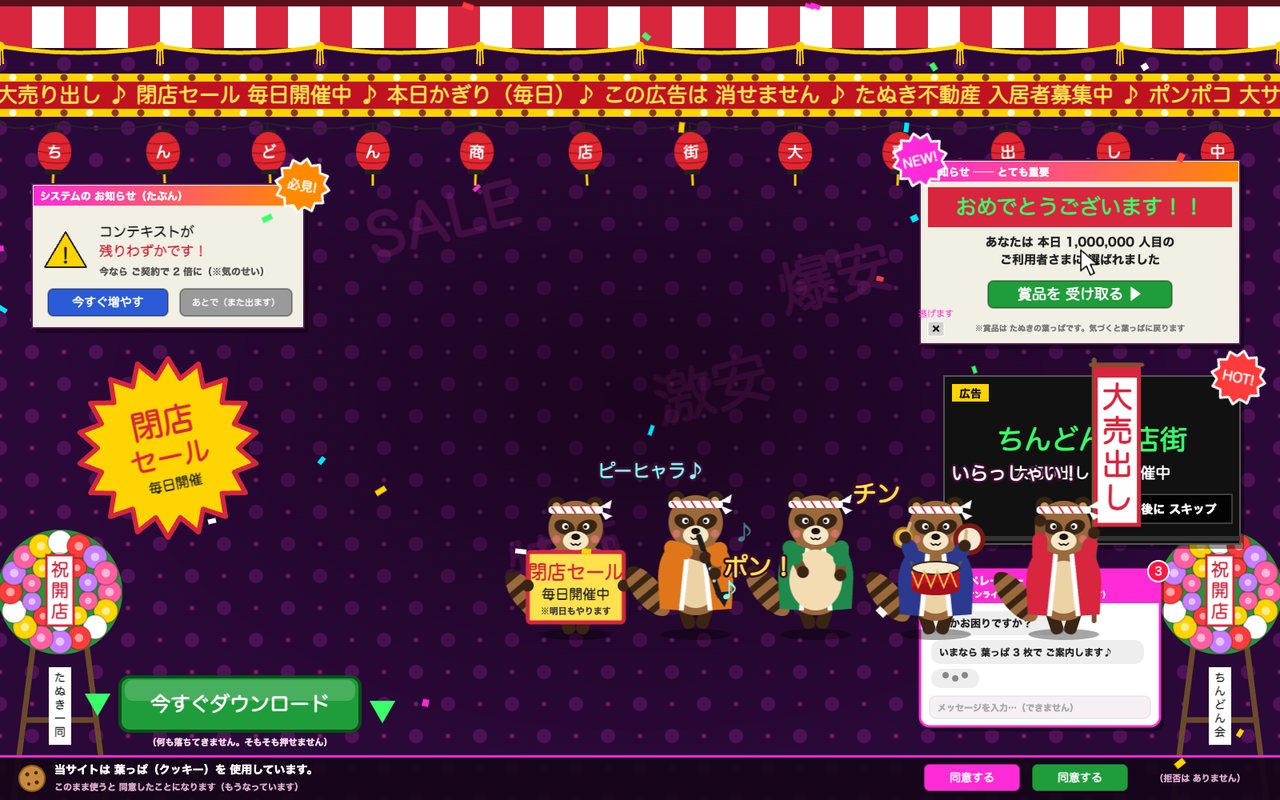 大売り出し ♪ 閉店セール 毎日開催中 ♪ 本日かぎり（毎日）♪ この広告は 消せません ♪ たぬき不動産 入居者募集中 ♪ ポンポコ 大サ
ちんどん商店街大
出し中
NEW!
必見!
システムの お知らせ（たぶん）
コンテキストが
残りわずかです！
今なら ご契約で 2 倍に（※気のせい）
今すぐ増やす
あとで（また出ます）
SALE
爆安
激安
知らせ ―― とても重要
おめでとうございます！！
あなたは 本日 1,000,000 人目の
ご利用者さまに選ばれました
賞品を 受け取る ▶
逃げます
×
※賞品は たぬきの葉っぱです。気づくと葉っぱに戻ります
閉店
セール
毎日開催
HOT!
広告
ちんどん
店街
大売出し
いらっしゃい！
催中
後に スキップ
ピーヒャラ♪
チン
ポン！
閉店セール
毎日開催中
※明日もやります
祝開店
たぬき一同
祝開店
ちんどん会
3
かお困りですか？
いまなら 葉っぱ 3 枚で ご案内します♪
メッセージを入力…（できません）
今すぐダウンロード
（何も落ちてきません。そもそも押せません）
当サイトは 葉っぱ（クッキー）を 使用しています。
このまま使うと 同意したことになります（もうなっています）
同意する
同意する
（拒否は ありません）